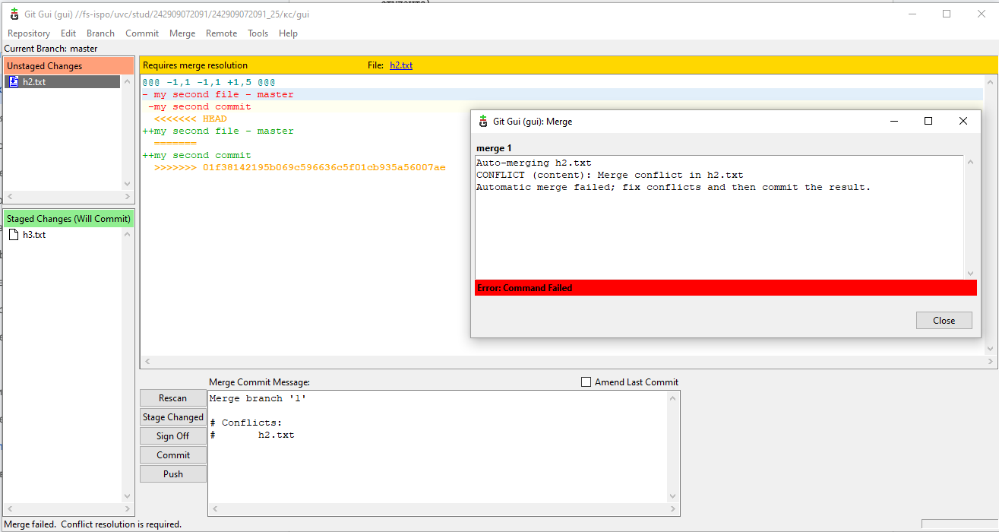 Git Gui (gui) //fs-ispo/uvc/stud/242909072091/242909072091_25/кс/gui
Repository Edit Branch Commit Merge Remote Tools Help
Current Branch: master
Unstaged Changes
h2.txt
Requires merge resolution File: h2.txt
@@@ -1,1 -1,1 +1,5 @@@
- my second file - master
-my second commit
<<<<<<< HEAD
++my second file - master
=======
++my second commit
>>>>>>> 01f38142195b069c596636c5f01cb935a56007ae
Git Gui (gui): Merge
merge 1
Auto-merging h2.txt
CONFLICT (content): Merge conflict in h2.txt
Automatic merge failed; fix conflicts and then commit the result.
Error: Command Failed
Close
Staged Changes (Will Commit)
h3.txt
Merge Commit Message: Amend Last Commit
Rescan
Stage Changed
Sign Off
Commit
Push
Merge branch '1'
# Conflicts:
# h2.txt
Merge failed. Conflict resolution is required.